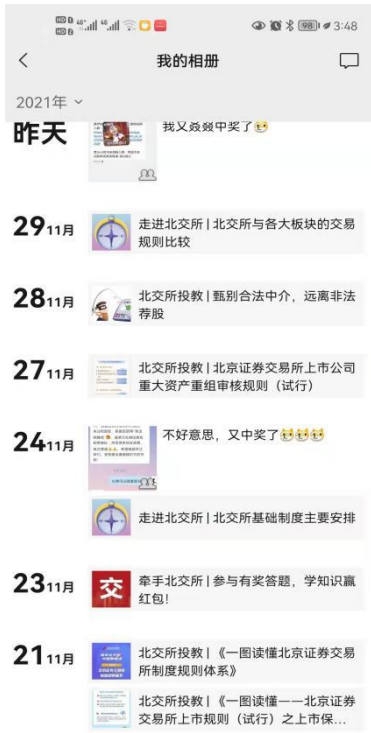 3:48
我的相册
2021年
昨天
我又叒叕中奖了
29 11月
走进北交所 | 北交所与各大板块的交易
规则比较
28 11月
北交所投教 | 甄别合法中介，远离非法
荐股
27 11月
北交所投教 | 北京证券交易所上市公司
重大资产重组审核规则（试行）
24 11月
不好意思，又中奖了
走进北交所 | 北交所基础制度主要安排
23 11月
交
牵手北交所 | 参与有奖答题，学知识赢
红包！
21 11月
北交所投教 | 《一图读懂北京证券交易
所制度规则体系》
北交所投教 | 《一图读懂——北京证券
交易所上市规则（试行）之上市保...